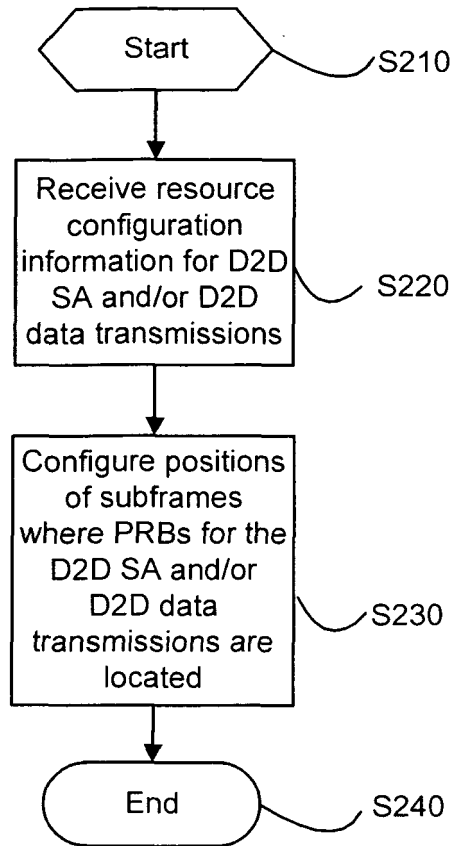 Start
S210
Receive resource
configuration
information for D2D
SA and/or D2D
data transmissions
S220
Configure positions
of subframes
where PRBs for the
D2D SA and/or
D2D data
transmissions are
located
S230
End
S240